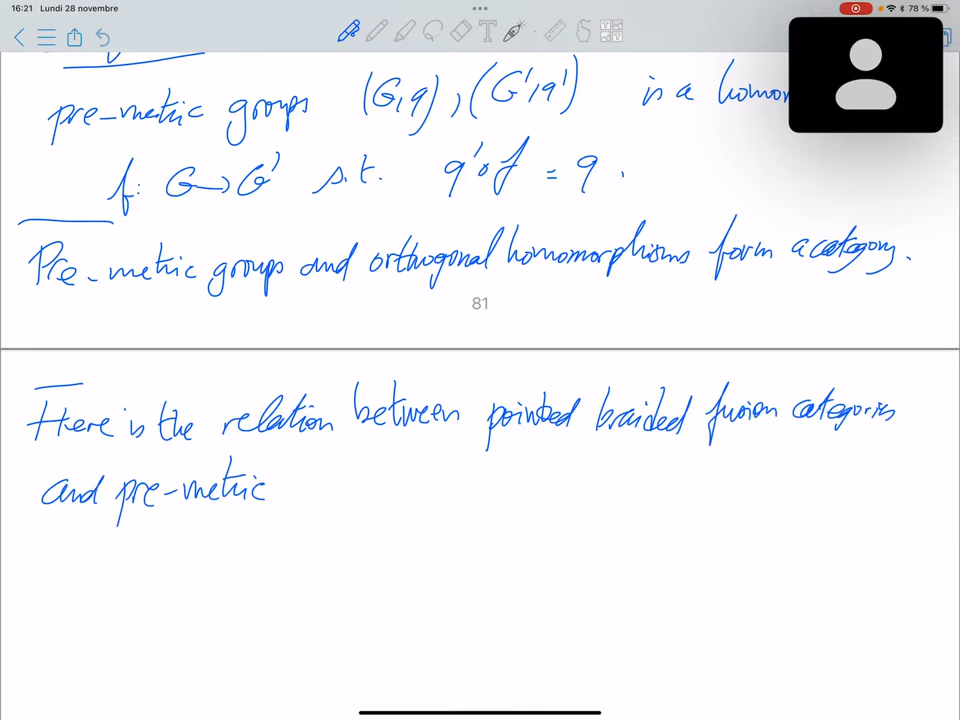 16:21 Lundi 28 novembre
78 %
pre-metric groups (G,q), (G',q') is a homom
f: G→G' s.t. q'∘f = q.
Pre-metric groups and orthogonal homomorphisms form a category.
81
Here is the relation between pointed braided fusion categories
and pre-metric